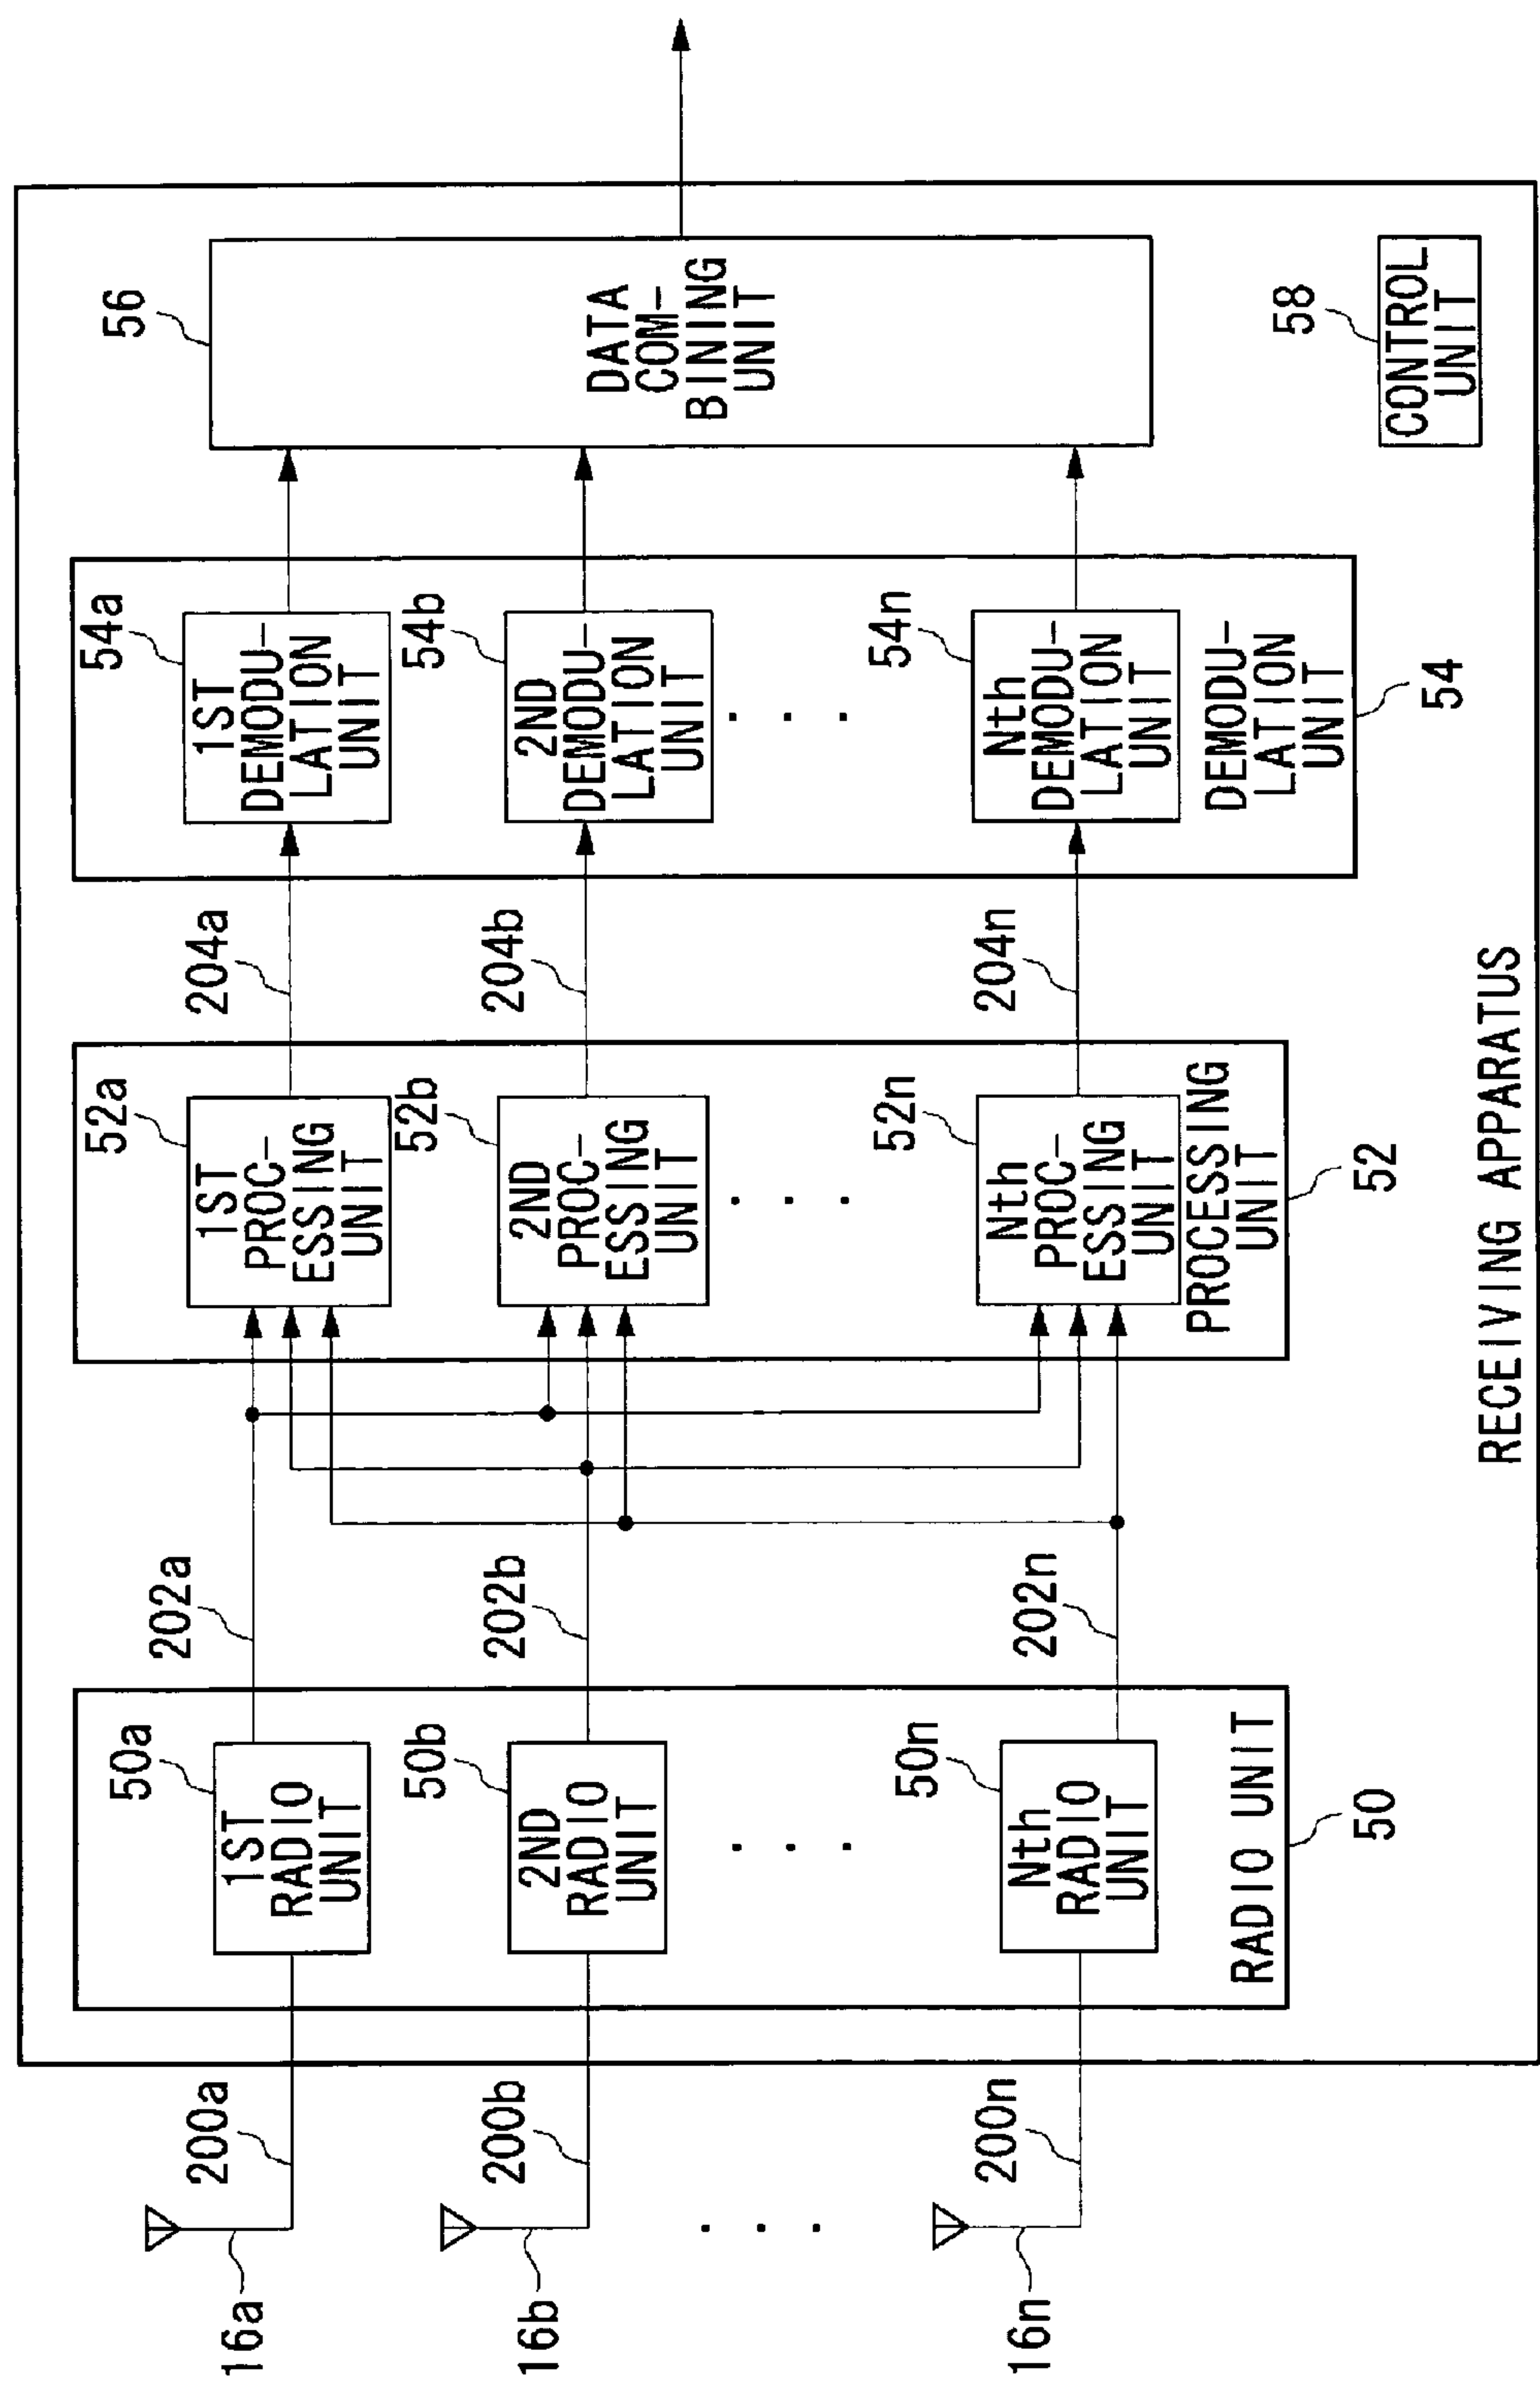 16a
200a
50a
1ST
RADIO
UNIT
202a
52a
1ST
PROC-
ESSING
UNIT
204a
54a
1ST
DEMODU-
LATION
UNIT
56
DATA
COM-
BINING
UNIT
16b
200b
50b
2ND
RADIO
UNIT
202b
52b
2ND
PROC-
ESSING
UNIT
204b
54b
2ND
DEMODU-
LATION
UNIT
. . .
. . .
. . .
. . .
16n
200n
50n
Nth
RADIO
UNIT
202n
52n
Nth
PROC-
ESSING
UNIT
204n
54n
Nth
DEMODU-
LATION
UNIT
RADIO UNIT
50
PROCESSING
UNIT
52
DEMODU-
LATION
UNIT
54
58
CONTROL
UNIT
RECEIVING APPARATUS